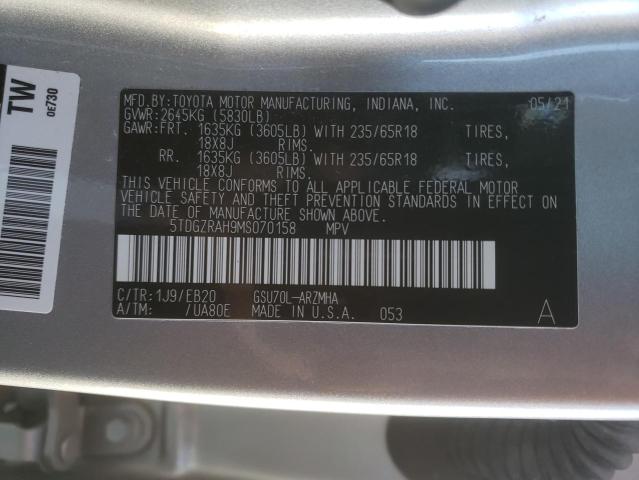 MFD.BY:TOYOTA MOTOR MANUFACTURING, INDIANA, INC. 05/21
GVWR:2645KG (5830LB)
GAWR:FRT. 1635KG (3605LB) WITH 235/65R18 TIRES,
18X8J RIMS.
RR. 1635KG (3605LB) WITH 235/65R18 TIRES,
18X8J RIMS.
THIS VEHICLE CONFORMS TO ALL APPLICABLE FEDERAL MOTOR
VEHICLE SAFETY AND THEFT PREVENTION STANDARDS IN EFFECT ON
THE DATE OF MANUFACTURE SHOWN ABOVE.
5TDGZRAH9MS070158 MPV
C/TR:1J9/EB20 GSU70L-ARZMHA
A/TM: /UA80E MADE IN U.S.A. 053 A
TW
0E730